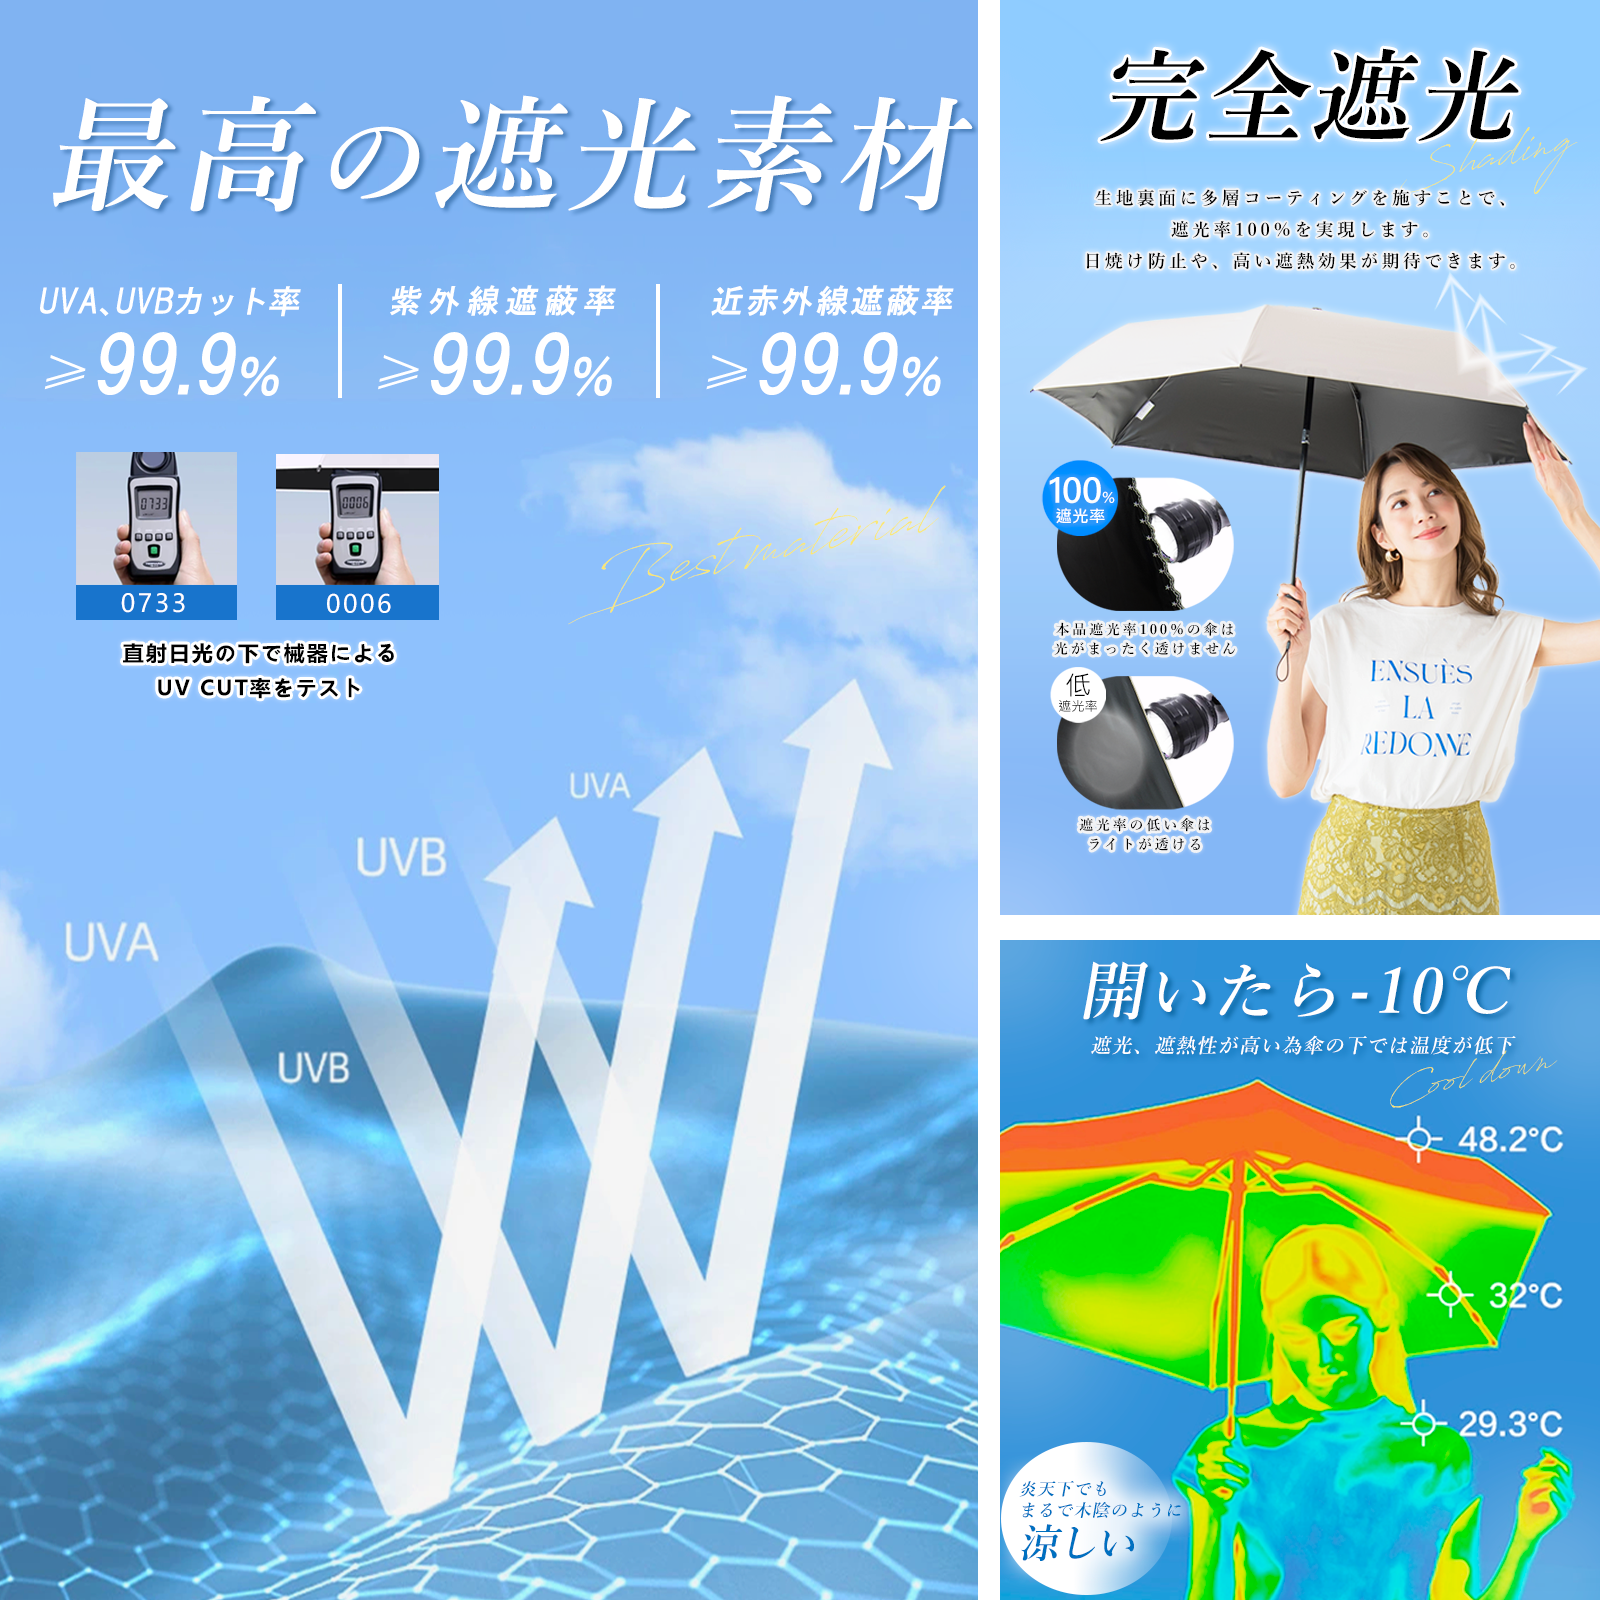 最高の遮光素材
UVA、UVBカット率
≥99.9%
紫外線遮蔽率
≥99.9%
近赤外線遮蔽率
≥99.9%
Best material
0733
0006
0733
0006
直射日光の下で械器による
UV CUT率をテスト
UVA
UVB
UVA
UVB
完全遮光
Shading
生地裏面に多層コーティングを施すことで、
遮光率100%を実現します。
日焼け防止や、高い遮熱効果が期待できます。
100%
遮光率
本品遮光率100%の傘は
光がまったく透けません
低
遮光率
遮光率の低い傘は
ライトが透ける
ENSUÈS
LA
REDONNE
開いたら-10℃
遮光、遮熱性が高い為傘の下では温度が低下
Cool down
48.2°C
32°C
29.3°C
炎天下でも
まるで木陰のように
涼しい